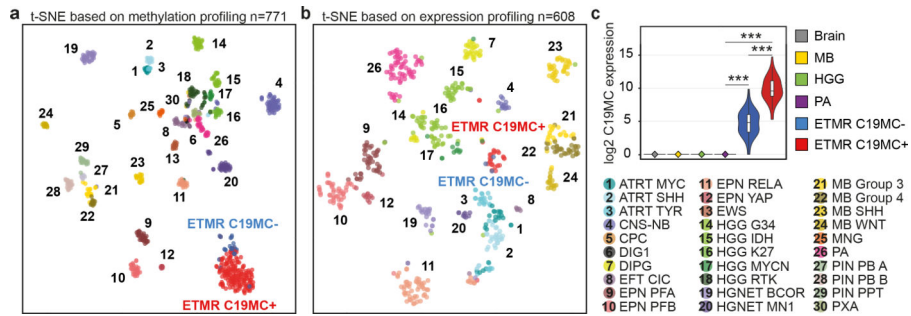 a
t-SNE based on methylation profiling n=771
19
2
1
3
14
18
30
15
17
4
24
25
5
8
16
26
13
29
27
28
21
22
23
11
20
9
12
10
ETMR C19MC-
ETMR C19MC+
b
t-SNE based on expression profiling n=608
7
23
26
15
4
14
16
ETMR C19MC+
21
9
17
22
ETMR C19MC-
24
10
12
3
8
19
20
1
2
11
c
log2 C19MC expression
15
10
5
0
***
***
***
Brain
MB
HGG
PA
ETMR C19MC-
ETMR C19MC+
1 ATRT MYC
2 ATRT SHH
3 ATRT TYR
4 CNS-NB
5 CPC
6 DIG1
7 DIPG
8 EFT CIC
9 EPN PFA
10 EPN PFB
11 EPN RELA
12 EPN YAP
13 EWS
14 HGG G34
15 HGG IDH
16 HGG K27
17 HGG MYCN
18 HGG RTK
19 HGNET BCOR
20 HGNET MN1
21 MB Group 3
22 MB Group 4
23 MB SHH
24 MB WNT
25 MNG
26 PA
27 PIN PB A
28 PIN PB B
29 PIN PPT
30 PXA